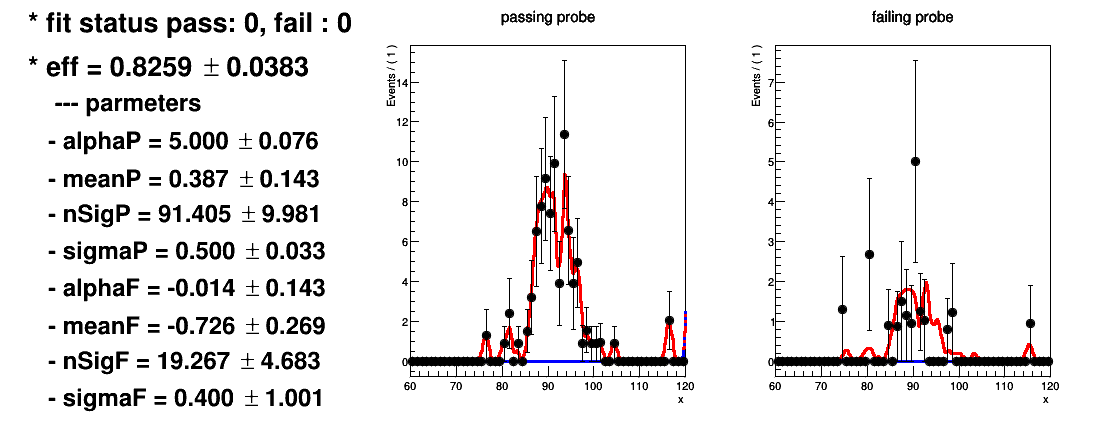 * fit status pass: 0, fail : 0
* eff = 0.8259 ± 0.0383
--- parmeters
- alphaP = 5.000 ± 0.076
- meanP = 0.387 ± 0.143
- nSigP = 91.405 ± 9.981
- sigmaP = 0.500 ± 0.033
- alphaF = -0.014 ± 0.143
- meanF = -0.726 ± 0.269
- nSigF = 19.267 ± 4.683
- sigmaF = 0.400 ± 1.001
passing probe
Events / ( 1 )
14
12
10
8
6
4
2
0
60 70 80 90 100 110 120
x
failing probe
Events / ( 1 )
7
6
5
4
3
2
1
0
60 70 80 90 100 110 120
x